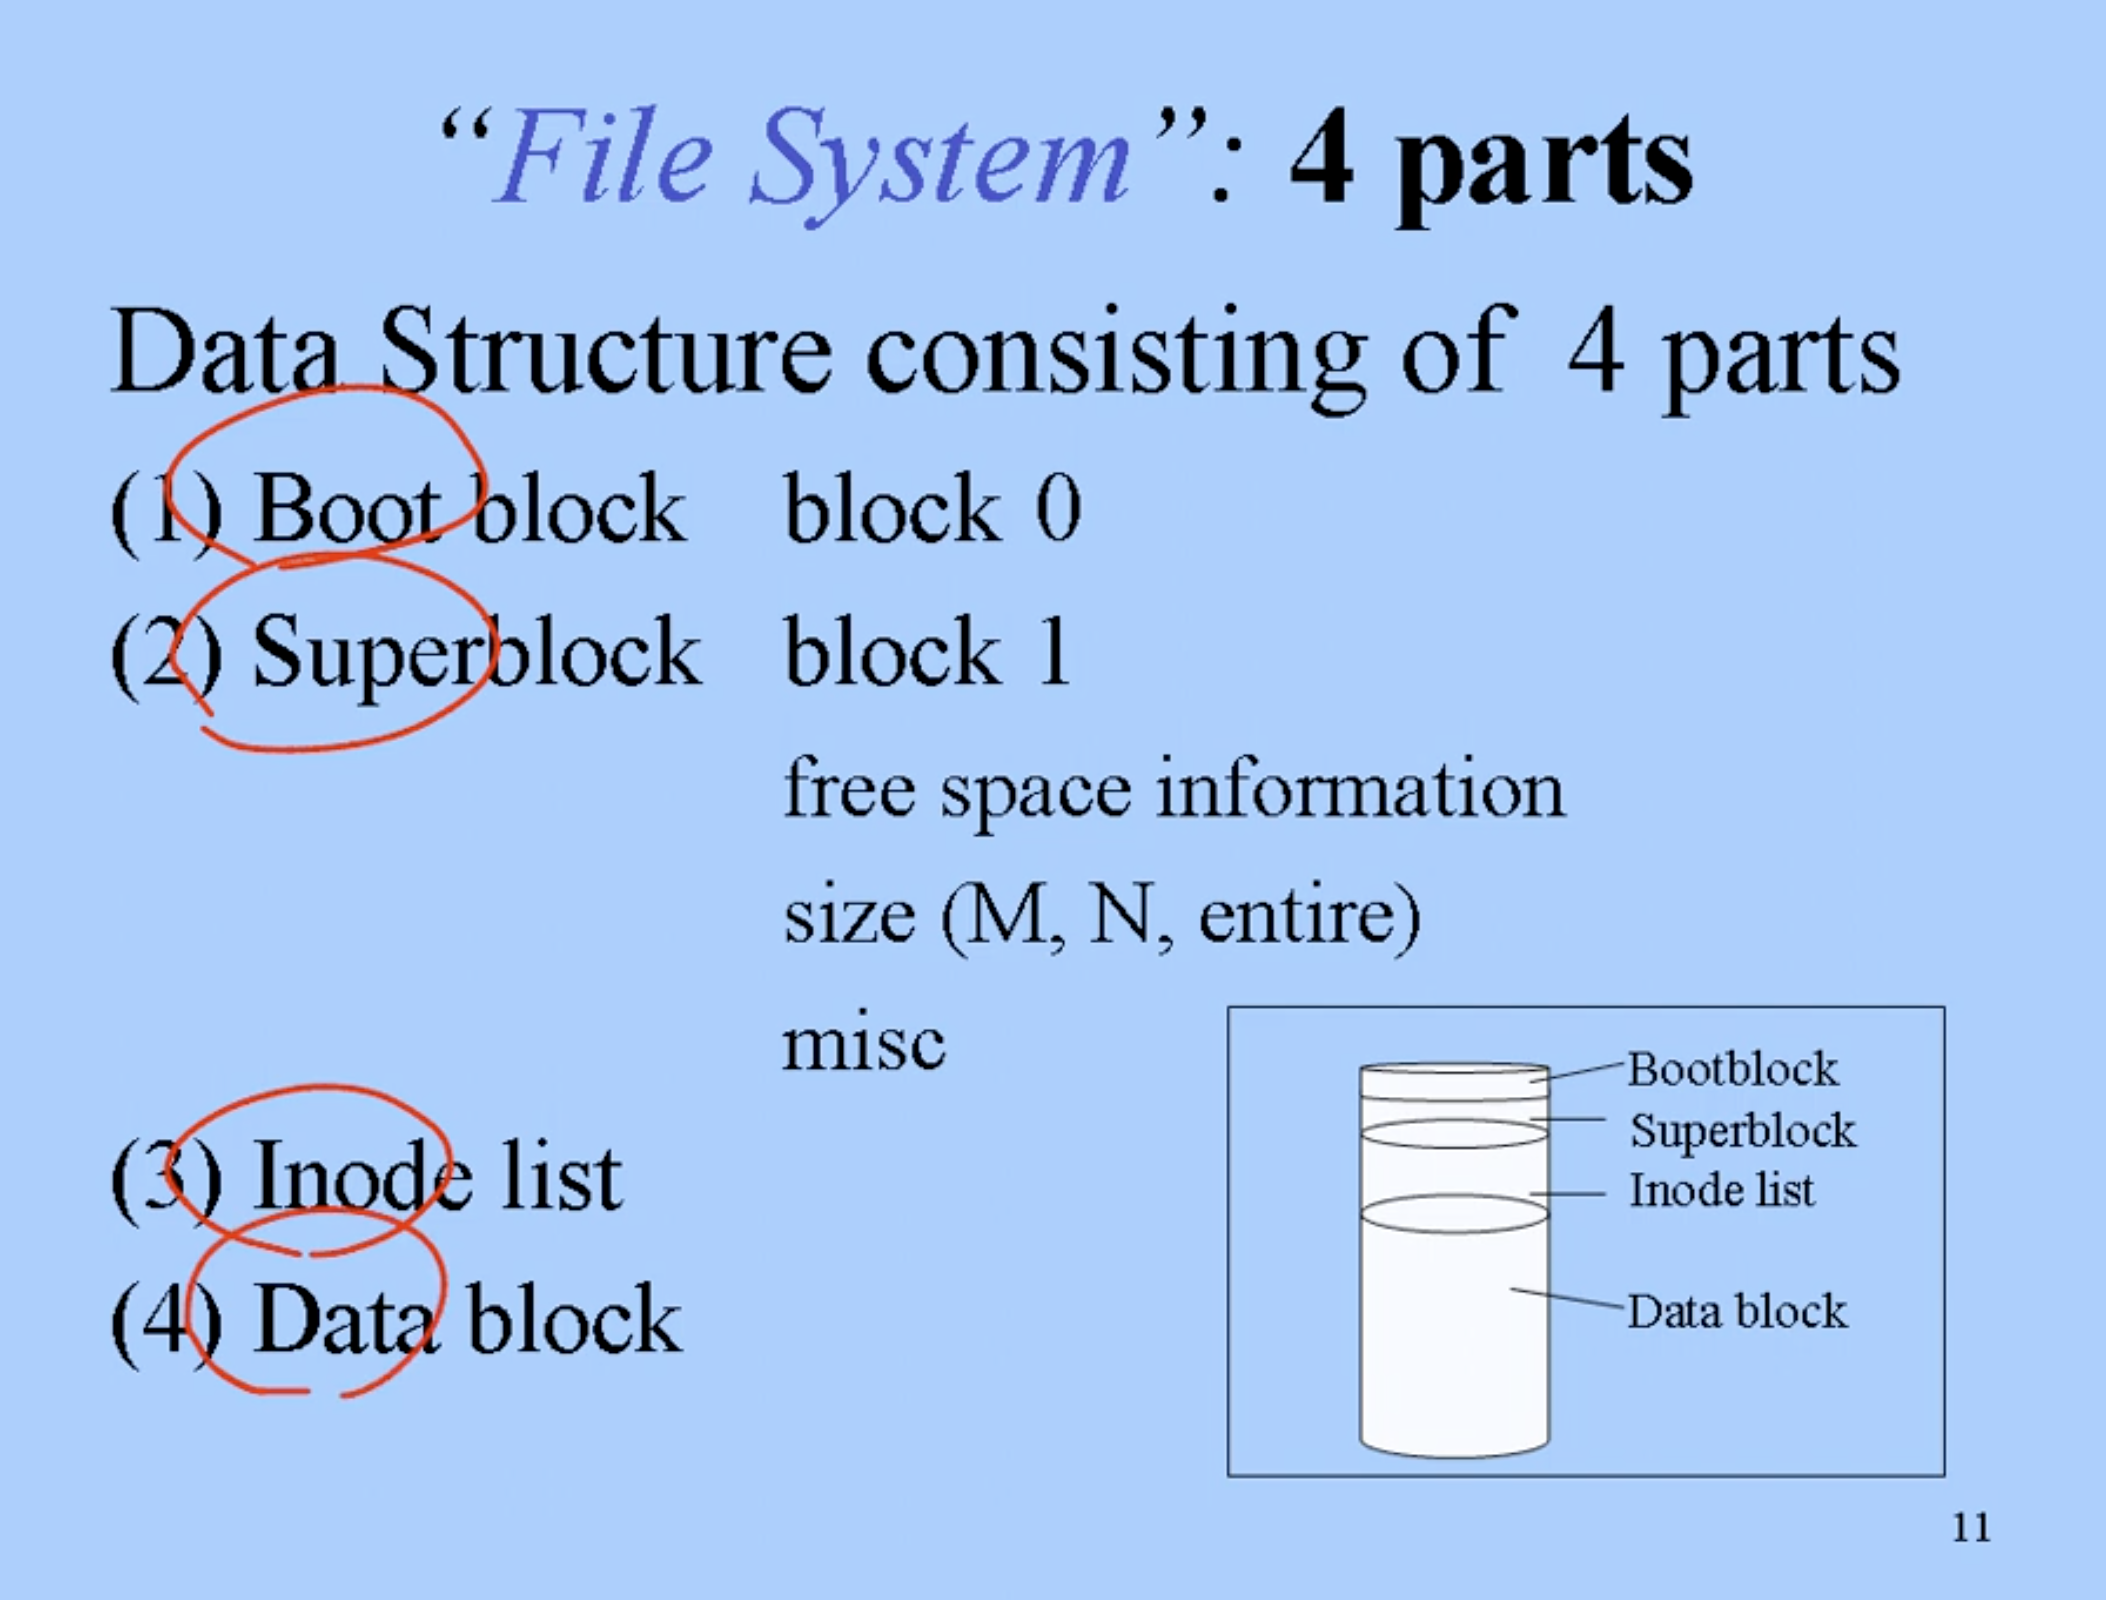 “File System”: 4 parts
Data Structure consisting of 4 parts
(1) Boot block block 0
(2) Superblock block 1
free space information
size (M, N, entire)
misc
(3) Inode list
(4) Data block
Bootblock
Superblock
Inode list
Data block
11